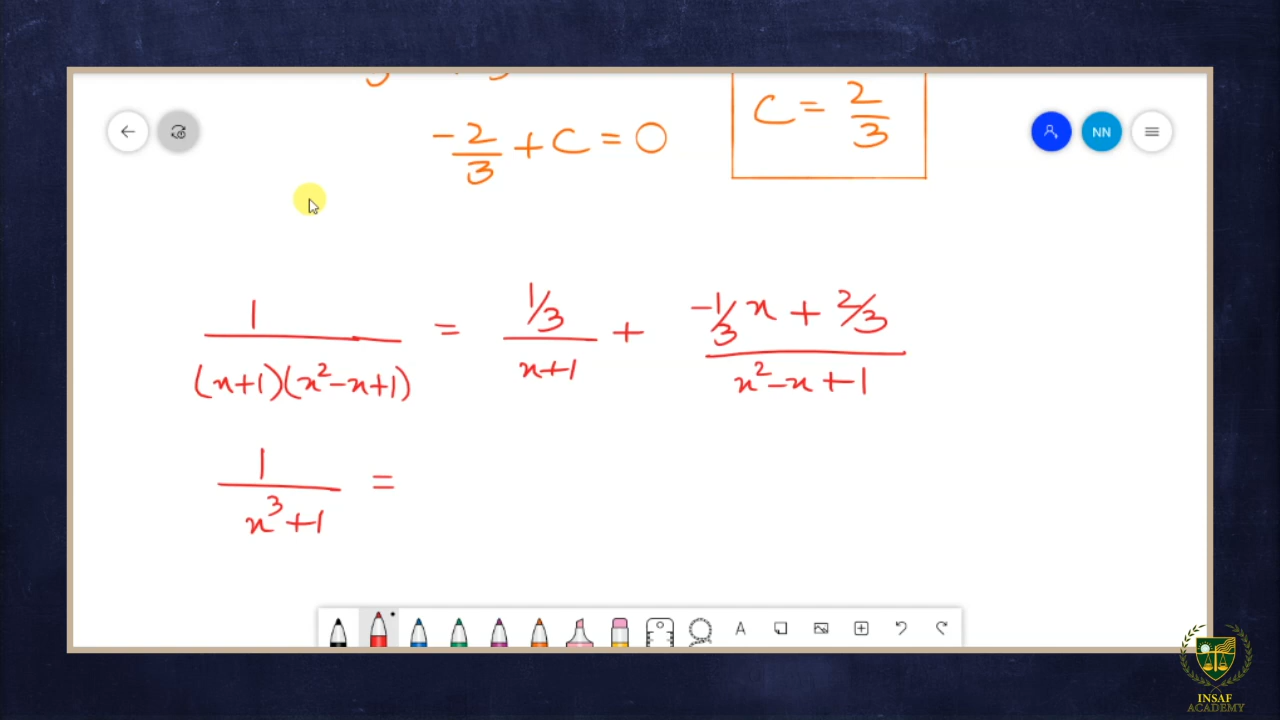 -2/3 + C = 0
C = 2/3
NN
1/((x+1)(x²-x+1)) = (1/3)/(x+1) + (-1/3 x + 2/3)/(x²-x+1)
1/(x³+1) =
A
INSAF
ACADEMY